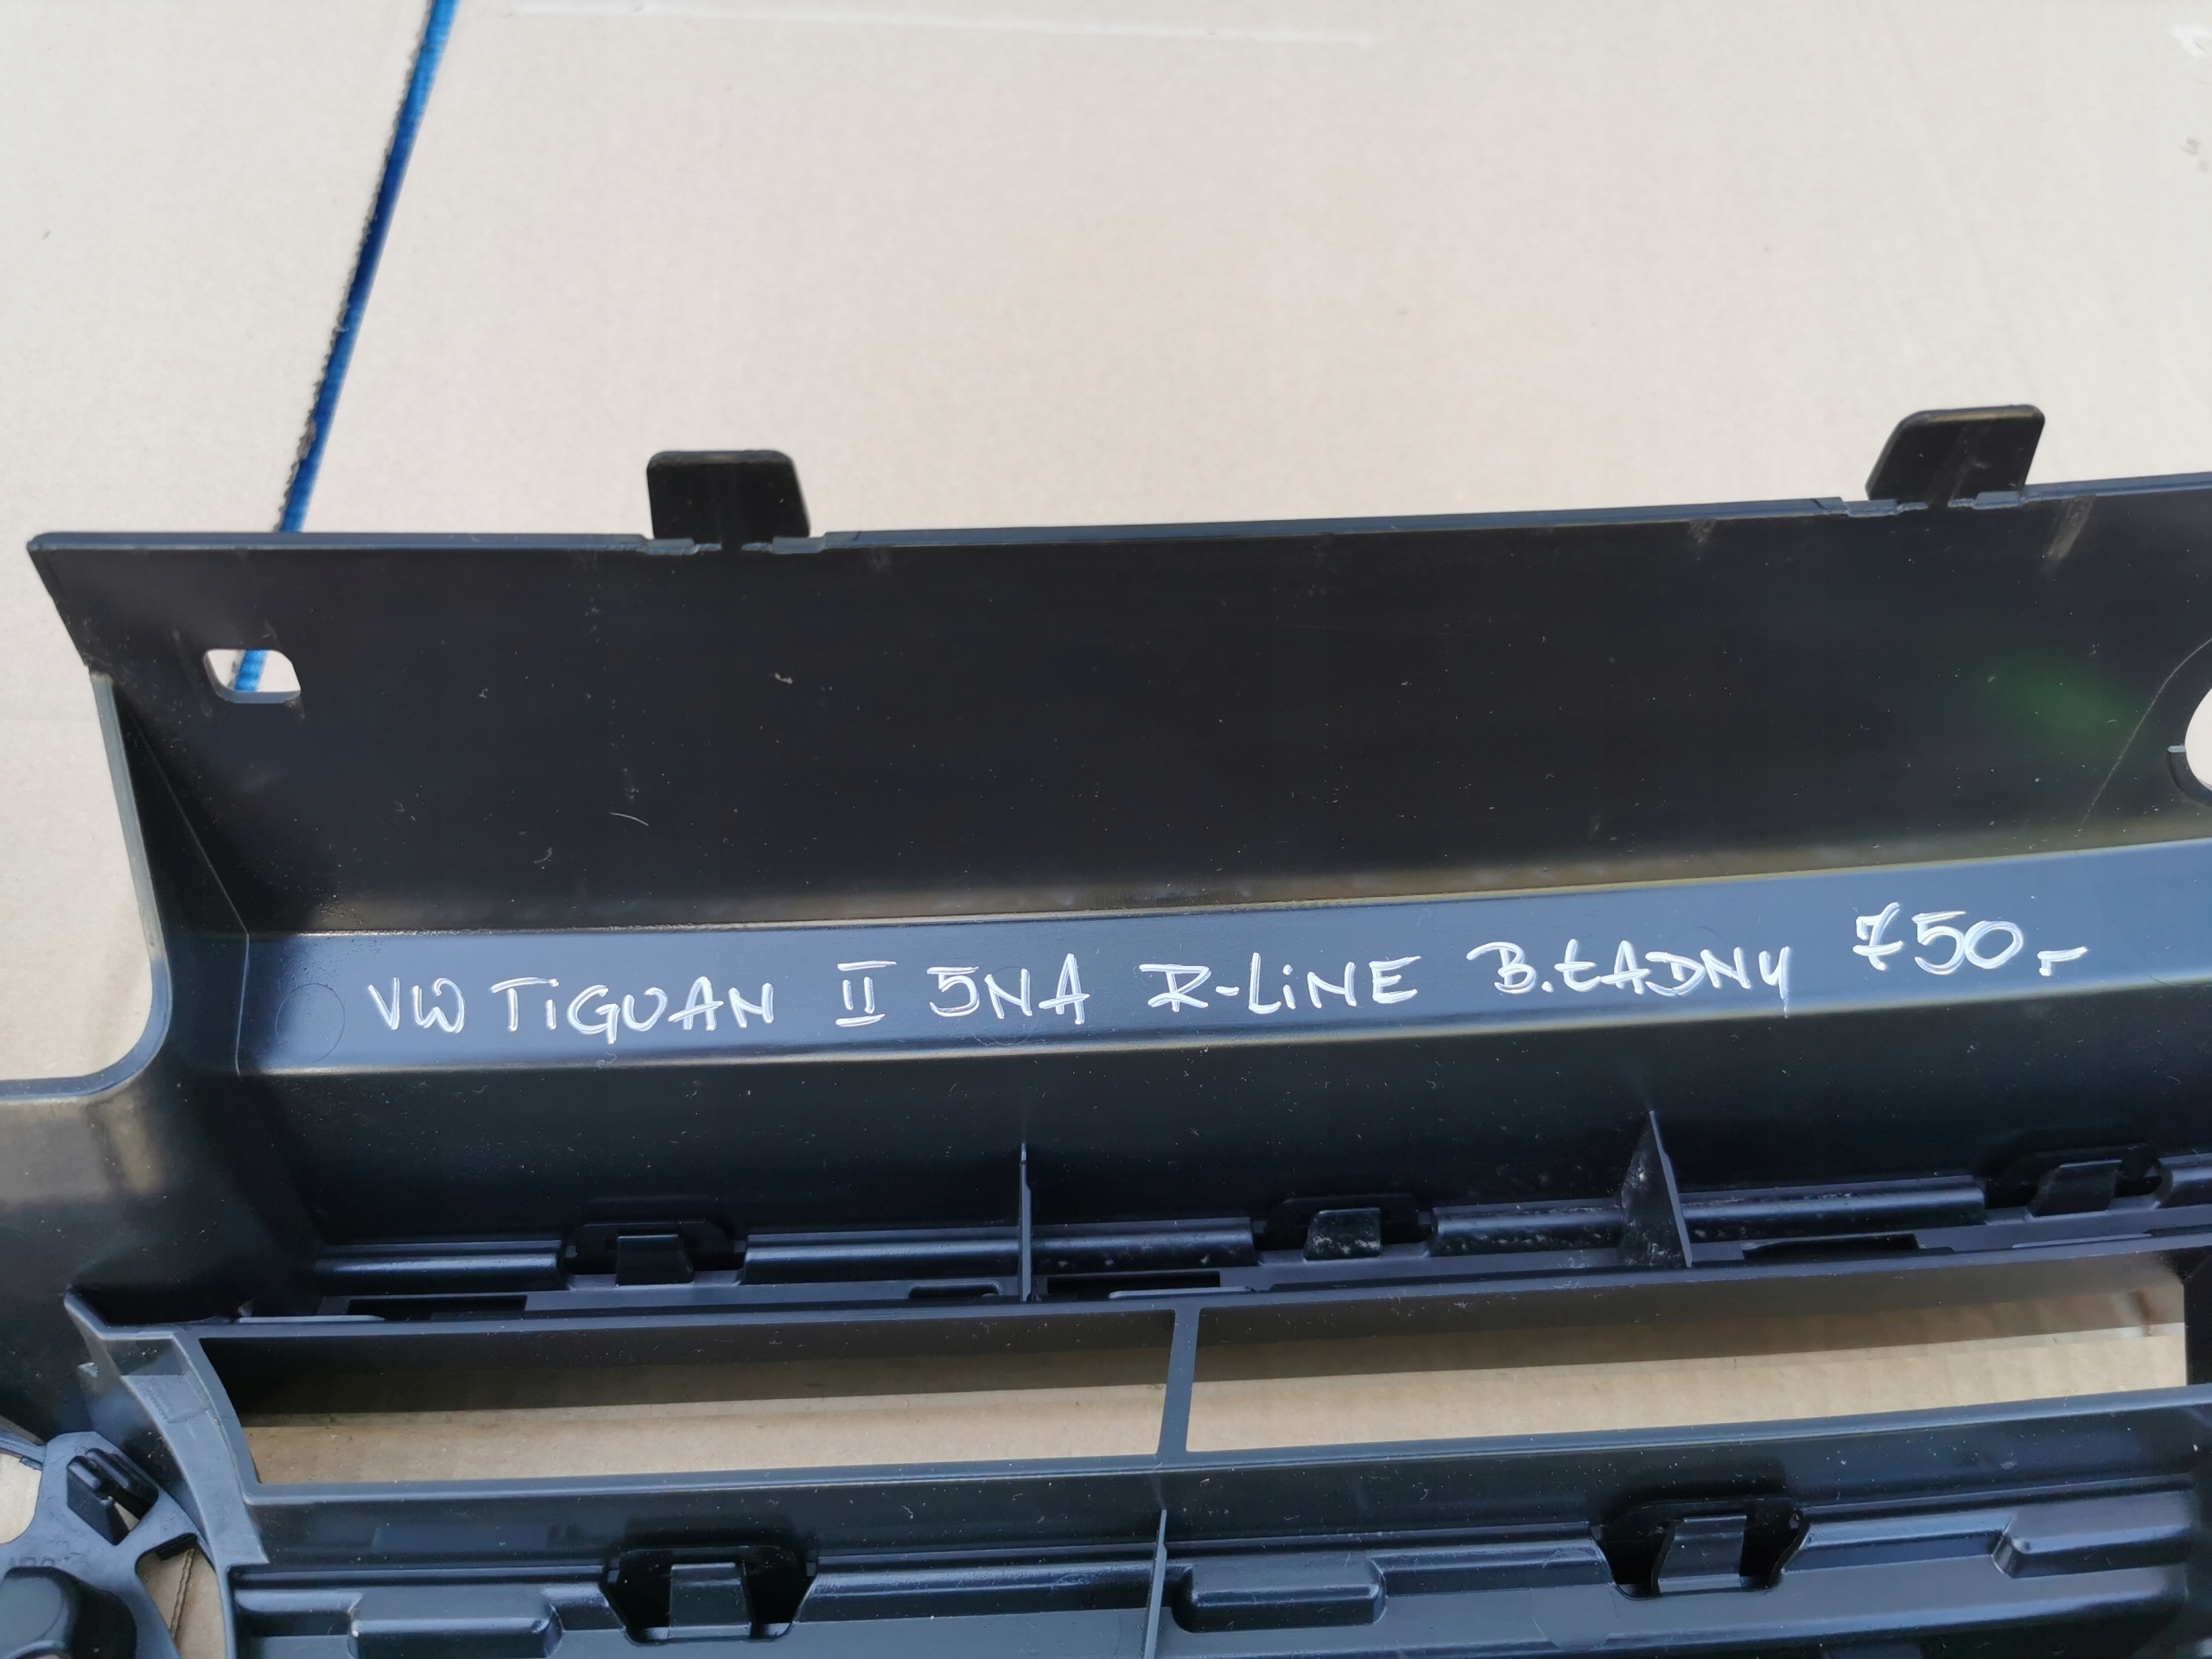 VW TiGUAN II 5NA R-LiNE B.ŁADNY 750,-